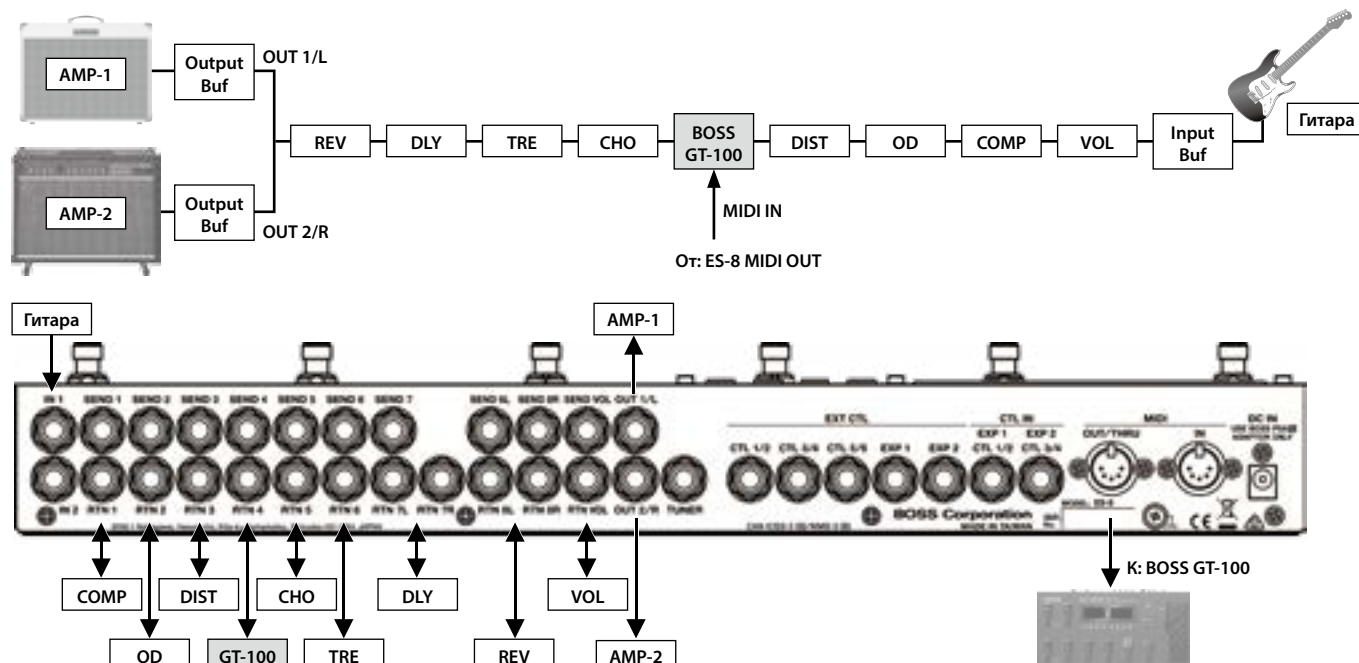 AMP-1
Output Buf
OUT 1/L
AMP-2
Output Buf
OUT 2/R
REV
DLY
TRE
CHO
BOSS GT-100
DIST
OD
COMP
VOL
Input Buf
Гитара
MIDI IN
От: ES-8 MIDI OUT
Гитара
AMP-1
IN 1 SEND 1 SEND 2 SEND 3 SEND 4 SEND 5 SEND 6 SEND 7 SEND 8L SEND 8R SEND VOL OUT 1/L
EXT CTL
CTL IN
MIDI
DC IN
EXP 1 EXP 2
OUT/THRU
IN
CTL 1/2 CTL 3/4 CTL 5/6 EXP 1 EXP 2 CTL 1/2 CTL 3/4
IN 2 RTN 1 RTN 2 RTN 3 RTN 4 RTN 5 RTN 6 RTN 7L RTN 7R RTN 8L RTN 8R RTN VOL OUT 2/R TUNER
BOSS Corporation
MADE IN TAIWAN
MODEL ES-8
CE
К: BOSS GT-100
COMP
DIST
CHO
DLY
VOL
OD
GT-100
TRE
REV
AMP-2